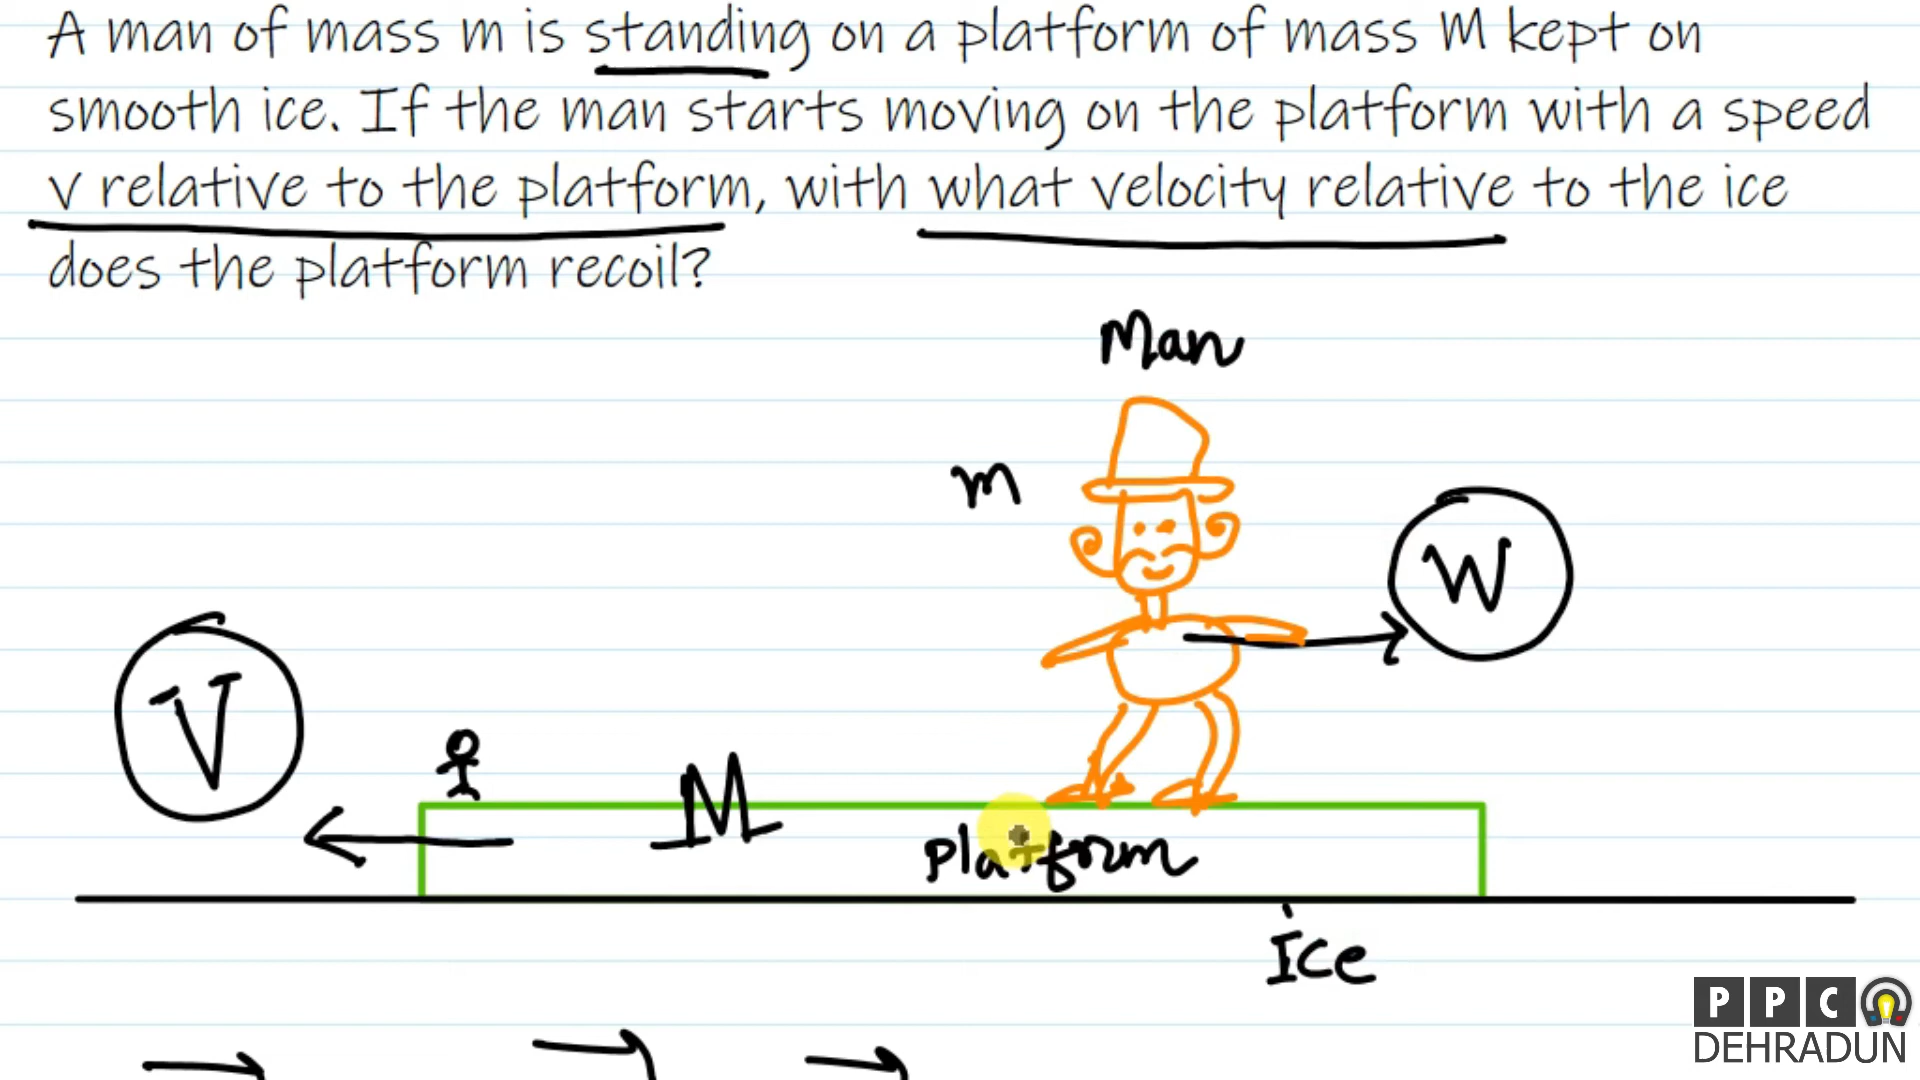 A man of mass m is standing on a platform of mass M kept on
smooth ice. If the man starts moving on the platform with a speed
v relative to the platform, with what velocity relative to the ice
does the platform recoil?
Man
m
W
V
M
Platform
Ice
PPC
DEHRADUN